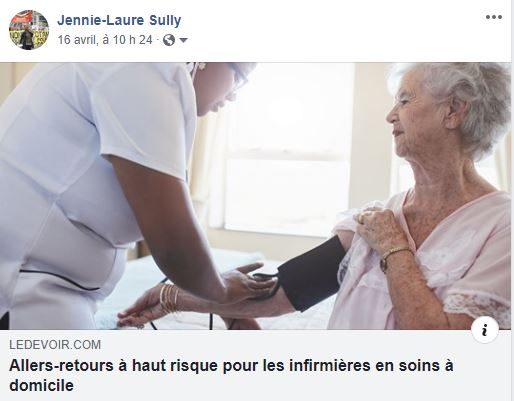 Jennie-Laure Sully
16 avril, à 10 h 24 ·
i
LEDEVOIR.COM
Allers-retours à haut risque pour les infirmières en soins à
domicile